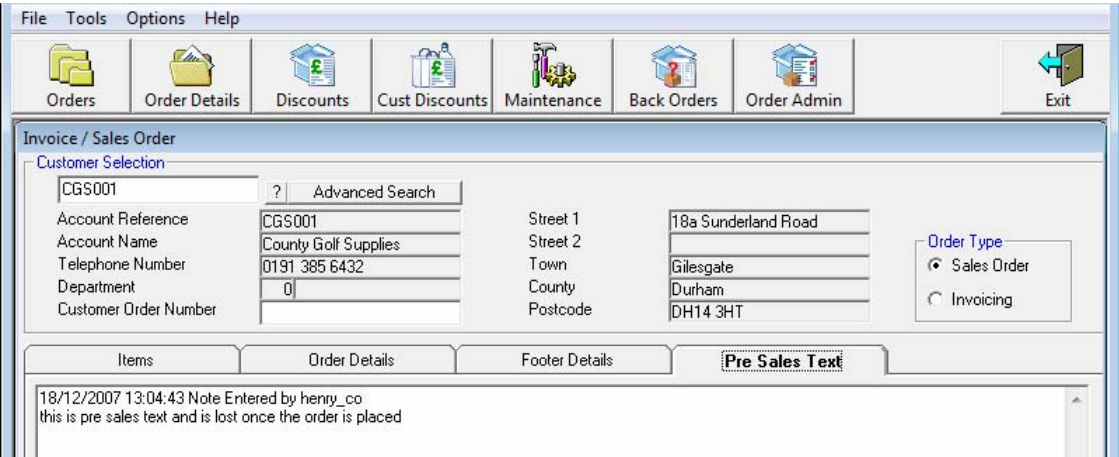 File Tools Options Help
Orders Order Details Discounts Cust Discounts Maintenance Back Orders Order Admin Exit
Invoice / Sales Order
Customer Selection
CGS001 ? Advanced Search
Account Reference CGS001 Street 1 18a Sunderland Road
Account Name County Golf Supplies Street 2 Order Type
Telephone Number 0191 385 6432 Town Gilesgate Sales Order
Department 0 County Durham
Customer Order Number Postcode DH14 3HT Invoicing
Items Order Details Footer Details Pre Sales Text
18/12/2007 13:04:43 Note Entered by henry_co
this is pre sales text and is lost once the order is placed